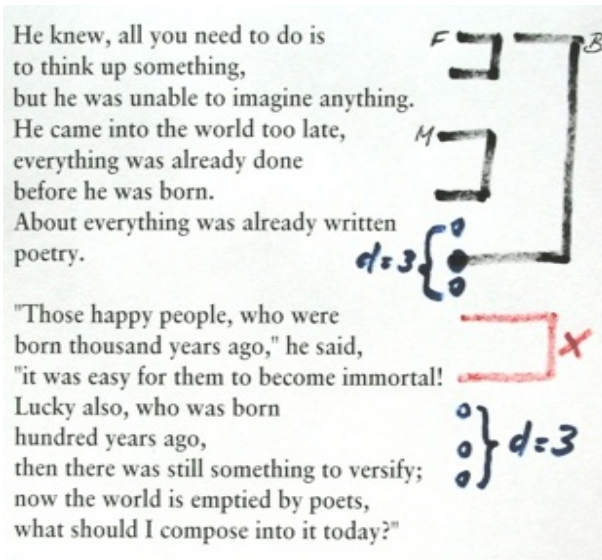 He knew, all you need to do is F B
to think up something,
but he was unable to imagine anything.
He came into the world too late, M
everything was already done
before he was born.
About everything was already written
poetry. d=3
"Those happy people, who were
born thousand years ago," he said, X
"it was easy for them to become immortal!
Lucky also, who was born
hundred years ago, d=3
then there was still something to versify;
now the world is emptied by poets,
what should I compose into it today?"